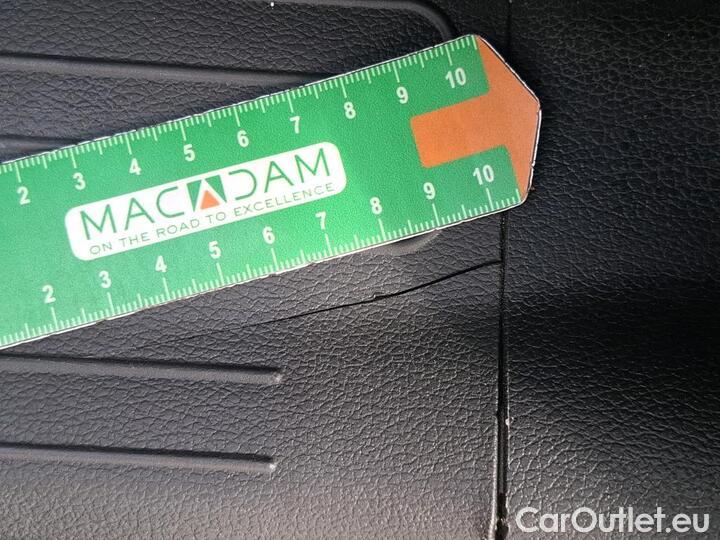 2 3 4 5 6 7 8 9 10
MACADAM
ON THE ROAD TO EXCELLENCE
2 3 4 5 6 7 8 9 10
CarOutlet.eu